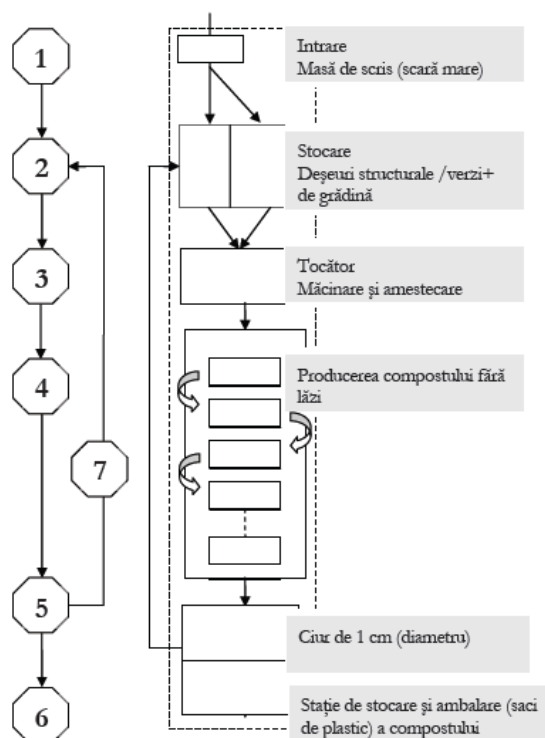 1
Intrare
Masă de scris (scară mare)
2
Stocare
Deșeuri structurale /verzi+
de grădină
3
Tocător
Măcinare și amestecare
4
Producerea compostului fără
lăzi
7
5
Ciur de 1 cm (diametru)
6
Stație de stocare și ambalare (saci
de plastic) a compostului